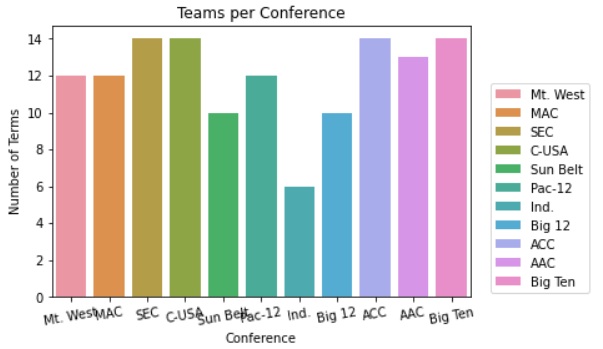 Teams per Conference
Number of Terms
14
12
10
8
6
4
2
0
Mt. West MAC SEC C-USA Sun Belt Pac-12 Ind. Big 12 ACC AAC Big Ten
Conference
Mt. West
MAC
SEC
C-USA
Sun Belt
Pac-12
Ind.
Big 12
ACC
AAC
Big Ten